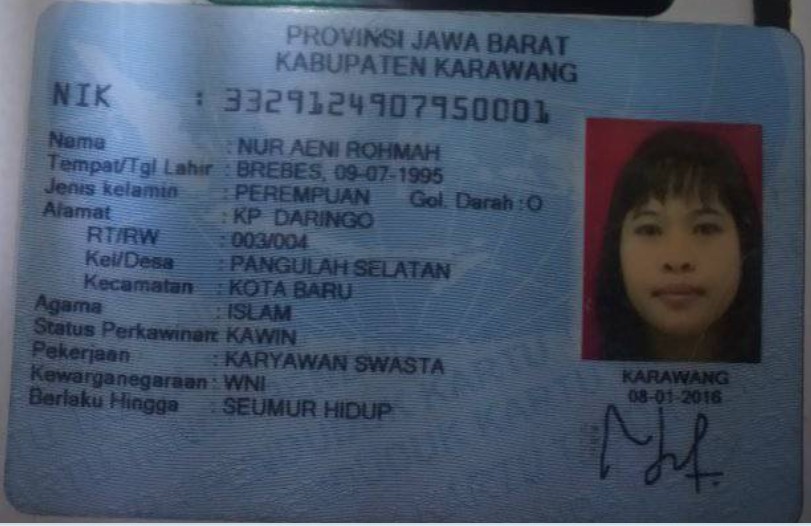 PROVINSI JAWA BARAT
KABUPATEN KARAWANG
NIK : 3329124907950001
Nama : NUR AENI ROHMAH
Tempat/Tgl Lahir : BREBES, 09-07-1995
Jenis kelamin : PEREMPUAN Gol. Darah : O
Alamat : KP DARINGO
RT/RW : 003/004
Kel/Desa : PANGULAH SELATAN
Kecamatan : KOTA BARU
Agama : ISLAM
Status Perkawinan: KAWIN
Pekerjaan : KARYAWAN SWASTA
Kewarganegaraan : WNI
Berlaku Hingga : SEUMUR HIDUP
KARAWANG
08-01-2016